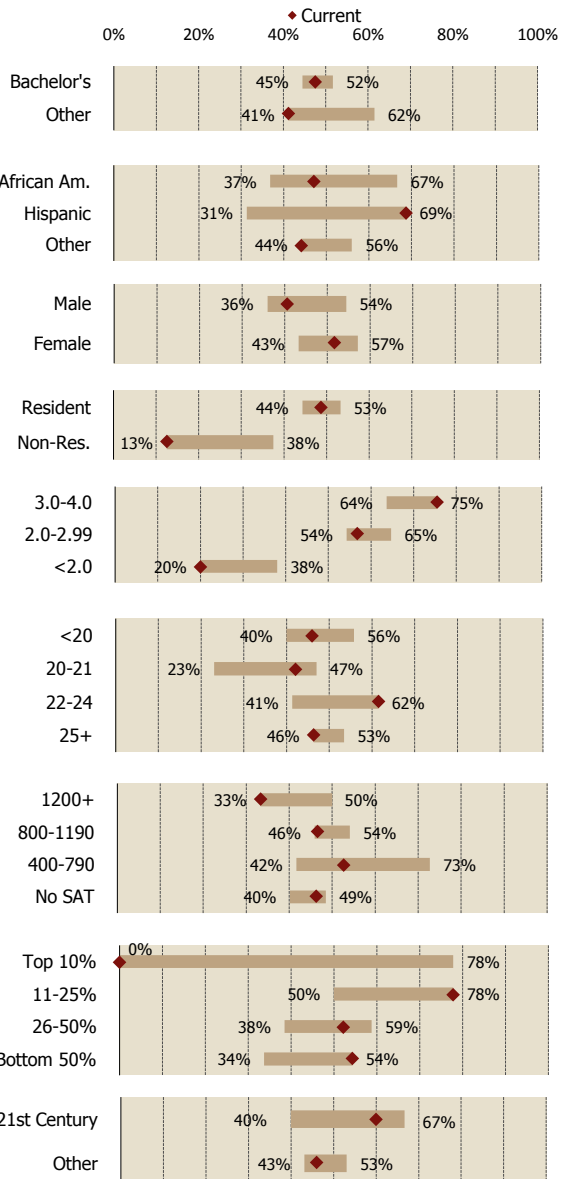 Current
0% 20% 40% 60% 80% 100%
Bachelor's 45% 52%
Other 41% 62%
African Am. 37% 67%
Hispanic 31% 69%
Other 44% 56%
Male 36% 54%
Female 43% 57%
Resident 44% 53%
Non-Res. 13% 38%
3.0-4.0 64% 75%
2.0-2.99 54% 65%
<2.0 20% 38%
<20 40% 56%
20-21 23% 47%
22-24 41% 62%
25+ 46% 53%
1200+ 33% 50%
800-1190 46% 54%
400-790 42% 73%
No SAT 40% 49%
Top 10% 0% 78%
11-25% 50% 78%
26-50% 38% 59%
Bottom 50% 34% 54%
21st Century 40% 67%
Other 43% 53%